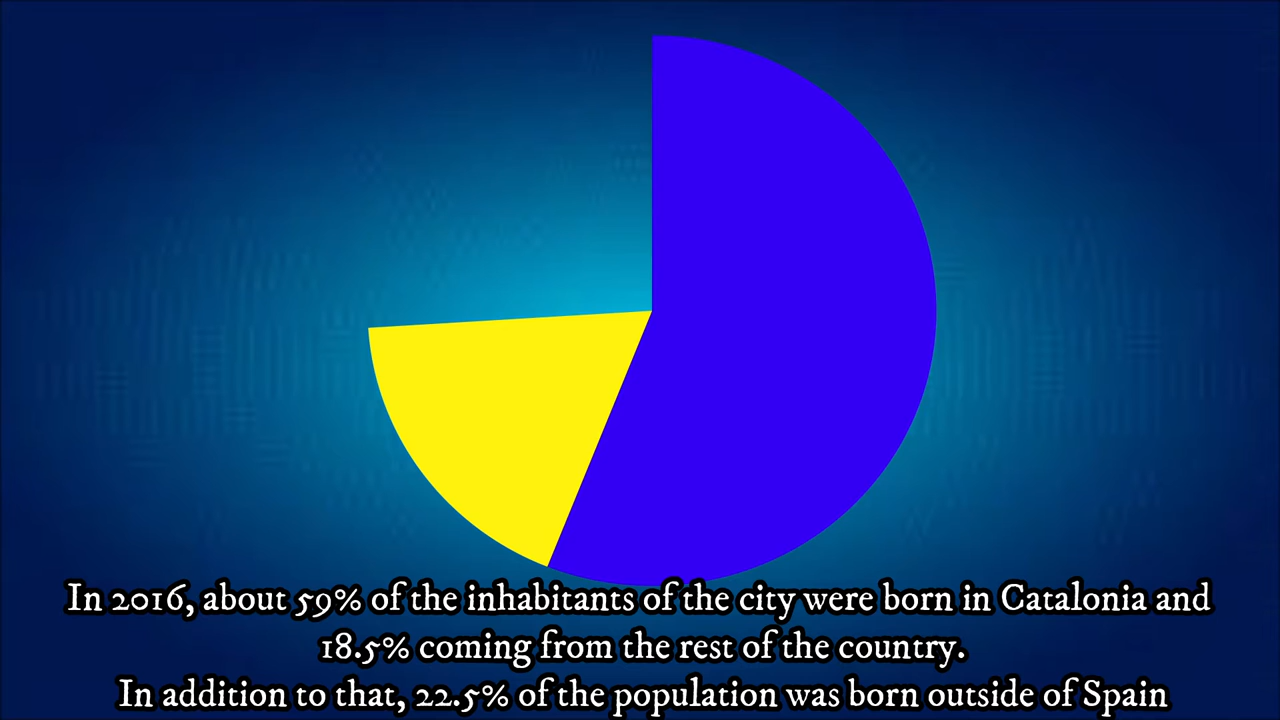 In 2016, about 59% of the inhabitants of the city were born in Catalonia and
18.5% coming from the rest of the country.
In addition to that, 22.5% of the population was born outside of Spain